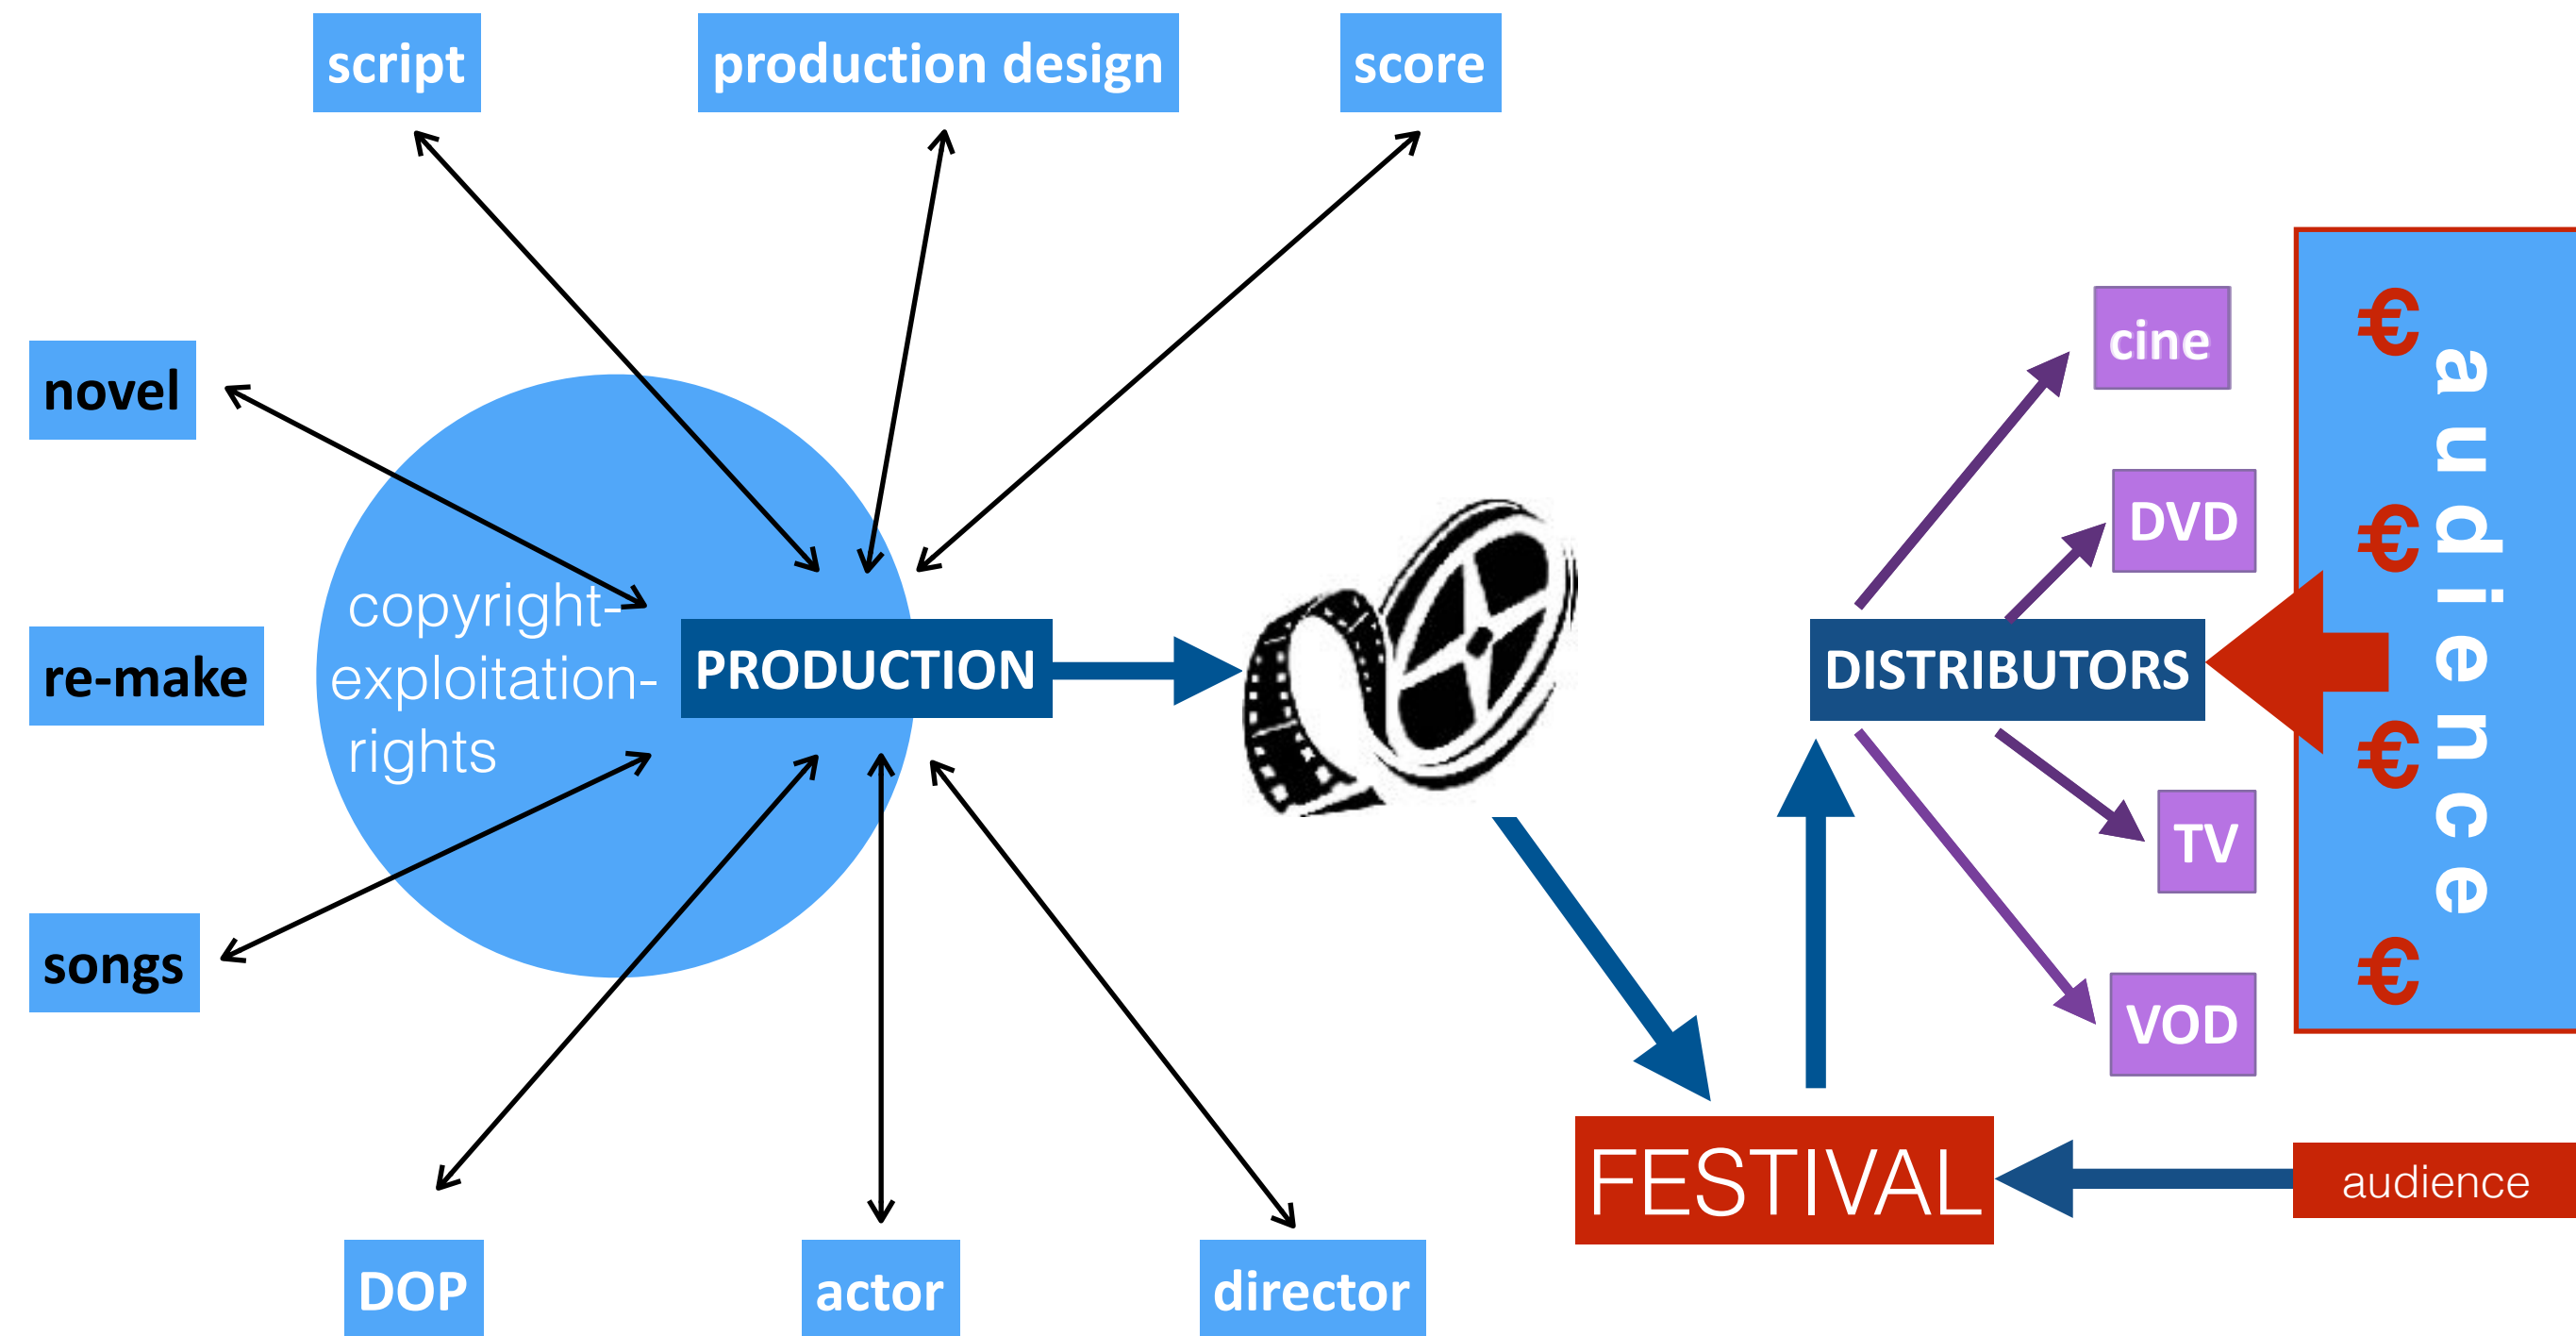 script
production design
score
novel
re-make
songs
copyright-
exploitation-
rights
PRODUCTION
DOP
actor
director
DISTRIBUTORS
cine
DVD
TV
VOD
€
€
€
€
audience
FESTIVAL
audience